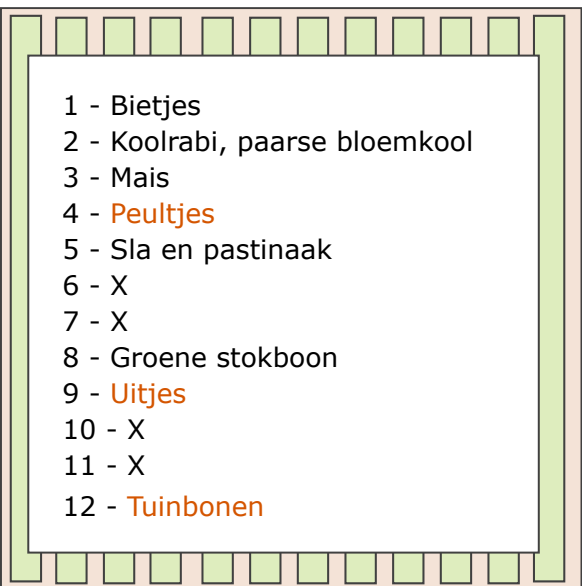 1 - Bietjes
2 - Koolrabi, paarse bloemkool
3 - Mais
4 - Peultjes
5 - Sla en pastinaak
6 - X
7 - X
8 - Groene stokboon
9 - Uitjes
10 - X
11 - X
12 - Tuinbonen